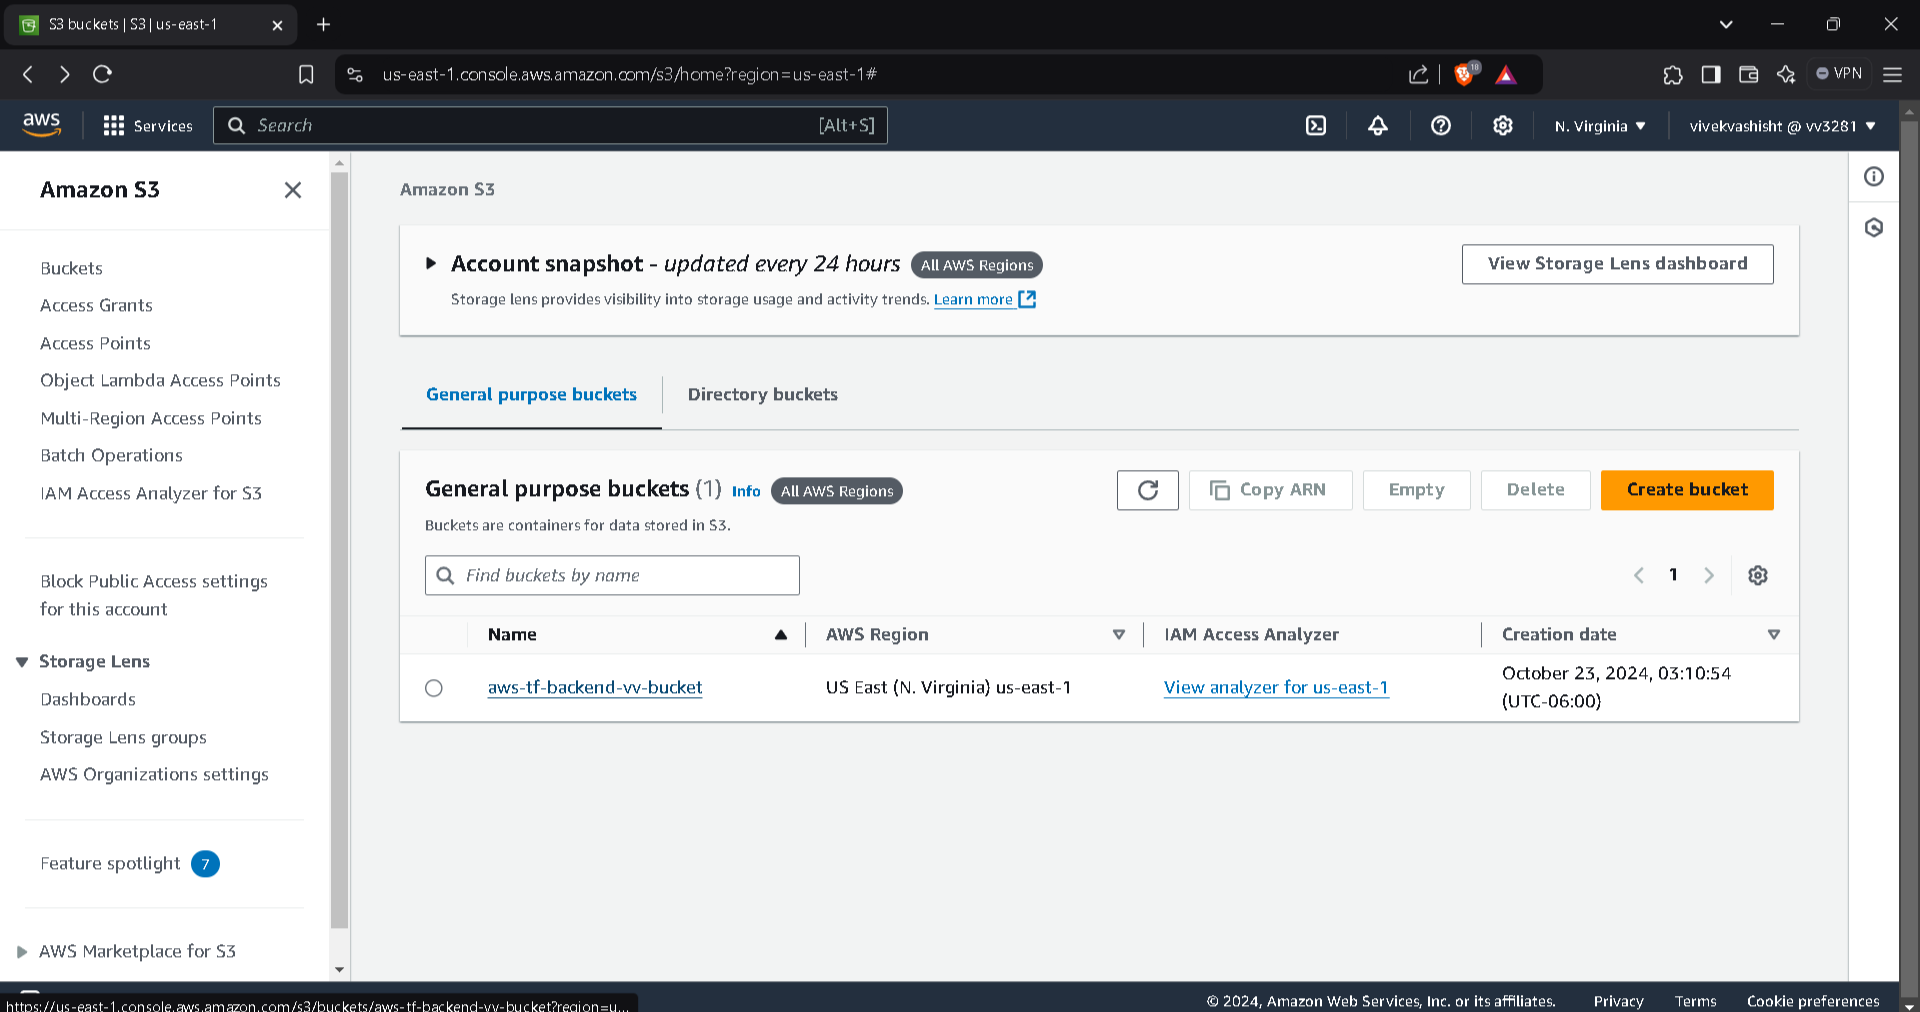 S3 buckets | S3 | us-east-1
us-east-1.console.aws.amazon.com/s3/home?region=us-east-1#
18
VPN
aws
Services
Search
[Alt+S]
N. Virginia
vivekvashisht @ vv3281
Amazon S3
Buckets
Access Grants
Access Points
Object Lambda Access Points
Multi-Region Access Points
Batch Operations
IAM Access Analyzer for S3
Block Public Access settings
for this account
Storage Lens
Dashboards
Storage Lens groups
AWS Organizations settings
Feature spotlight 7
AWS Marketplace for S3
Amazon S3
Account snapshot - updated every 24 hours All AWS Regions
View Storage Lens dashboard
Storage lens provides visibility into storage usage and activity trends. Learn more
General purpose buckets
Directory buckets
General purpose buckets (1) Info All AWS Regions
Copy ARN
Empty
Delete
Create bucket
Buckets are containers for data stored in S3.
Find buckets by name
1
Name
AWS Region
IAM Access Analyzer
Creation date
aws-tf-backend-vv-bucket
US East (N. Virginia) us-east-1
View analyzer for us-east-1
October 23, 2024, 03:10:54
(UTC-06:00)
https://us-east-1.console.aws.amazon.com/s3/buckets/aws-tf-backend-vv-bucket?region=u...
© 2024, Amazon Web Services, Inc. or its affiliates.
Privacy
Terms
Cookie preferences